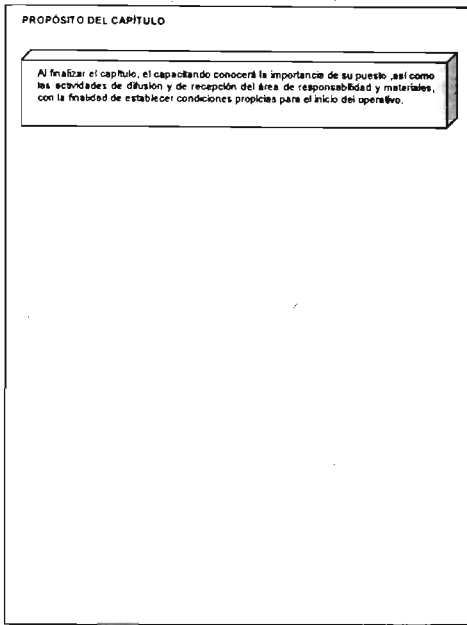 PROPÓSITO DEL CAPÍTULO
Al finalizar el capítulo, el capacitando conocerá la importancia de su puesto ,así como
las actividades de difusión y de recepción del área de responsabilidad y materiales,
con la finalidad de establecer condiciones propicias para el inicio del operativo.